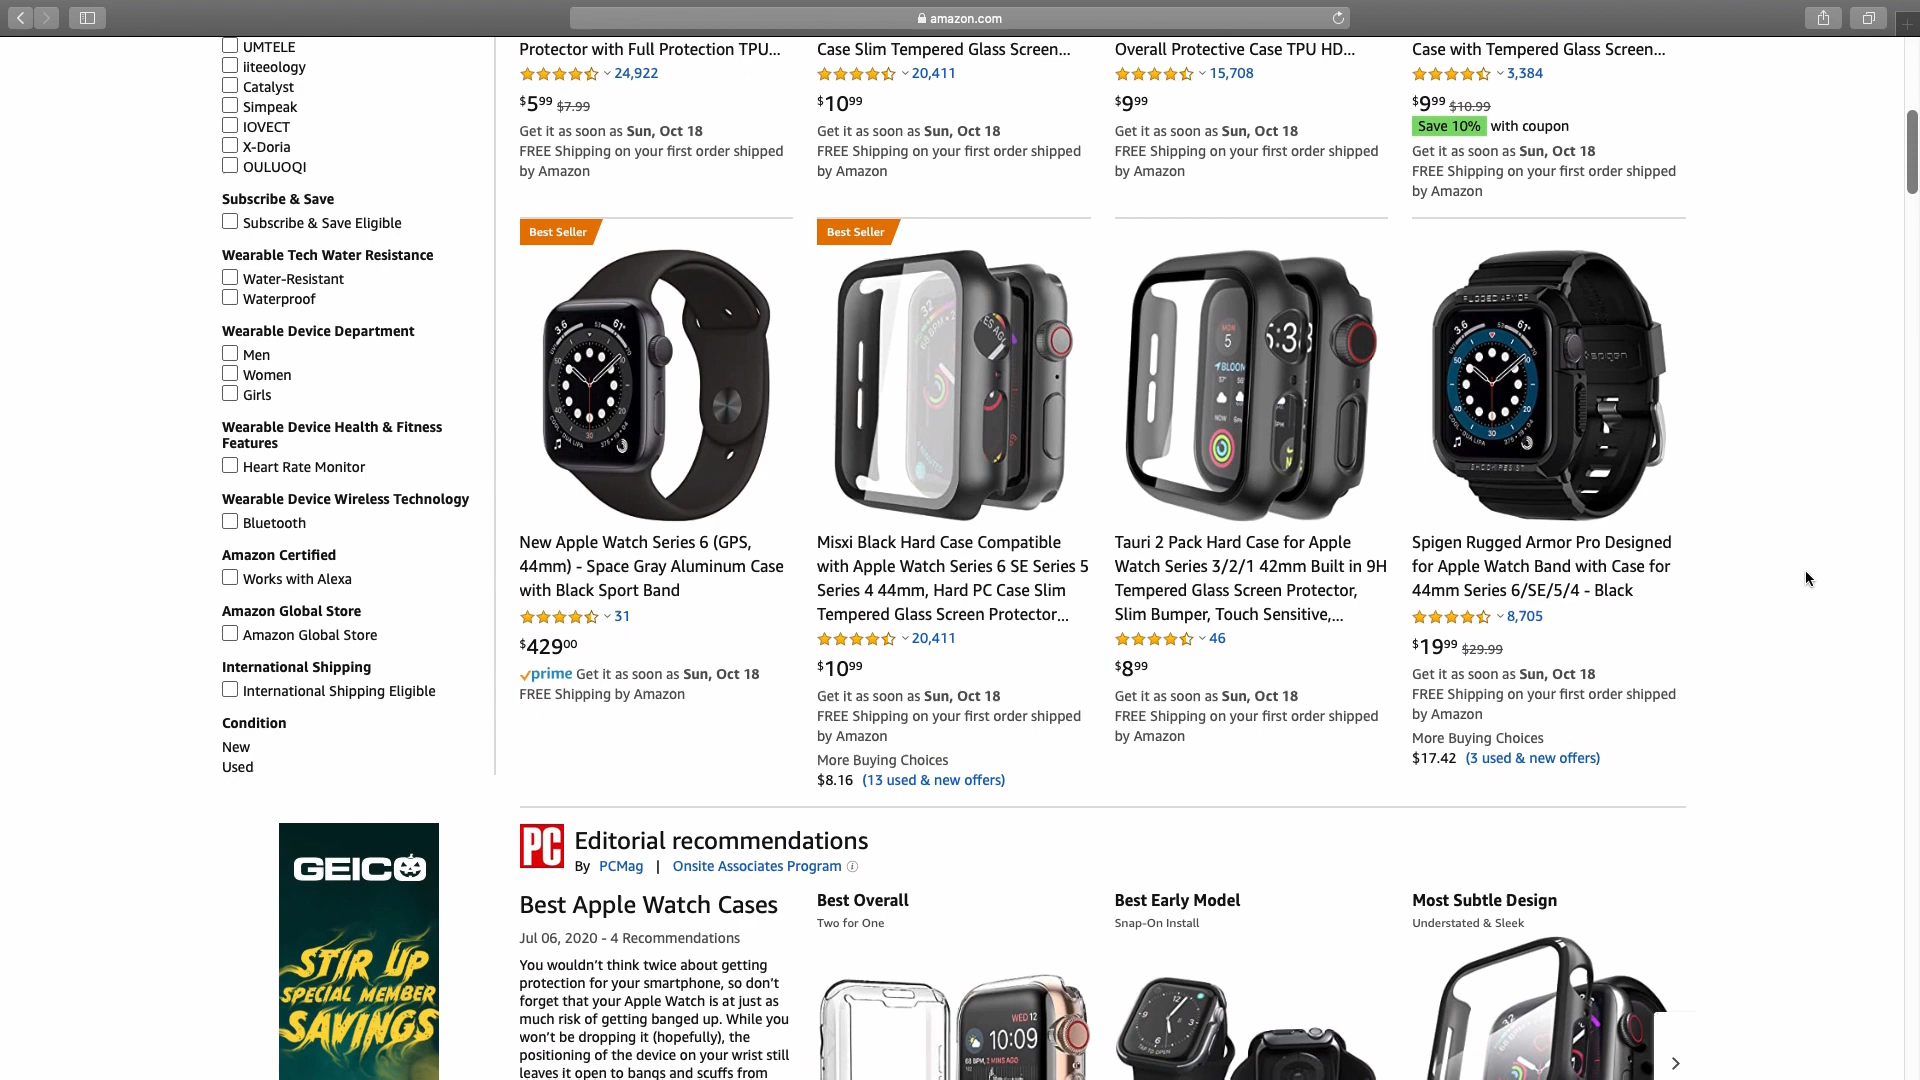 amazon.com
UMTELE
iiteeology
Catalyst
Simpeak
IOVECT
X-Doria
OULUOQI
Subscribe & Save
Subscribe & Save Eligible
Wearable Tech Water Resistance
Water-Resistant
Waterproof
Wearable Device Department
Men
Women
Girls
Wearable Device Health & Fitness
Features
Heart Rate Monitor
Wearable Device Wireless Technology
Bluetooth
Amazon Certified
Works with Alexa
Amazon Global Store
Amazon Global Store
International Shipping
International Shipping Eligible
Condition
New
Used
GEICO
STIR UP
SPECIAL MEMBER
SAVINGS
Protector with Full Protection TPU...
24,922
$5.99 $7.99
Get it as soon as Sun, Oct 18
FREE Shipping on your first order shipped
by Amazon
Case Slim Tempered Glass Screen...
20,411
$10.99
Get it as soon as Sun, Oct 18
FREE Shipping on your first order shipped
by Amazon
Overall Protective Case TPU HD...
15,708
$9.99
Get it as soon as Sun, Oct 18
FREE Shipping on your first order shipped
by Amazon
Case with Tempered Glass Screen...
3,384
$9.99 $10.99
Save 10% with coupon
Get it as soon as Sun, Oct 18
FREE Shipping on your first order shipped
by Amazon
Best Seller
New Apple Watch Series 6 (GPS,
44mm) - Space Gray Aluminum Case
with Black Sport Band
31
$429.00
prime Get it as soon as Sun, Oct 18
FREE Shipping by Amazon
Best Seller
Misxi Black Hard Case Compatible
with Apple Watch Series 6 SE Series 5
Series 4 44mm, Hard PC Case Slim
Tempered Glass Screen Protector...
20,411
$10.99
Get it as soon as Sun, Oct 18
FREE Shipping on your first order shipped
by Amazon
More Buying Choices
$8.16 (13 used & new offers)
MON
5
BLOOM
NOW
Tauri 2 Pack Hard Case for Apple
Watch Series 3/2/1 42mm Built in 9H
Tempered Glass Screen Protector,
Slim Bumper, Touch Sensitive,...
46
$8.99
Get it as soon as Sun, Oct 18
FREE Shipping on your first order shipped
by Amazon
RUGGED ARMOR
spigen
SHOCK RESIST
Spigen Rugged Armor Pro Designed
for Apple Watch Band with Case for
44mm Series 6/SE/5/4 - Black
8,705
$19.99 $29.99
Get it as soon as Sun, Oct 18
FREE Shipping on your first order shipped
by Amazon
More Buying Choices
$17.42 (3 used & new offers)
PC
Editorial recommendations
By PCMag | Onsite Associates Program
Best Apple Watch Cases
Jul 06, 2020 - 4 Recommendations
You wouldn't think twice about getting
protection for your smartphone, so don't
forget that your Apple Watch is at just as
much risk of getting banged up. While you
won't be dropping it (hopefully), the
positioning of the device on your wrist still
leaves it open to bangs and scuffs from
Best Overall
Two for One
WED 12
10:09
Best Early Model
Snap-On Install
Most Subtle Design
Understated & Sleek